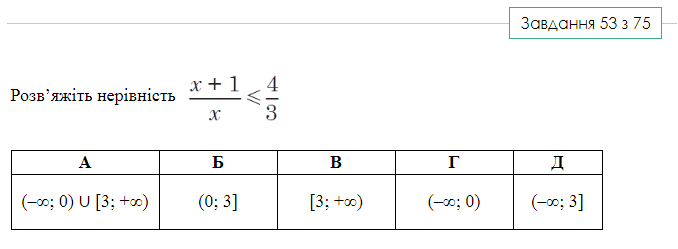 Завдання 53 з 75
Розв’яжіть нерівність (x + 1)/x ⩽ 4/3
А Б В Г Д
(–∞; 0) U [3; +∞) (0; 3] [3; +∞) (–∞; 0) (–∞; 3]